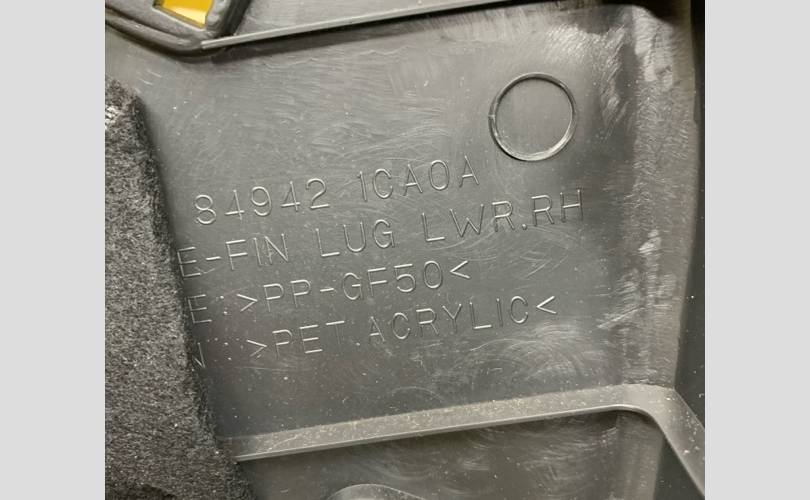 84942 1CA0A
E-FIN LUG LWR.RH
E >PP-GF50<
N >PET.ACRYLIC<